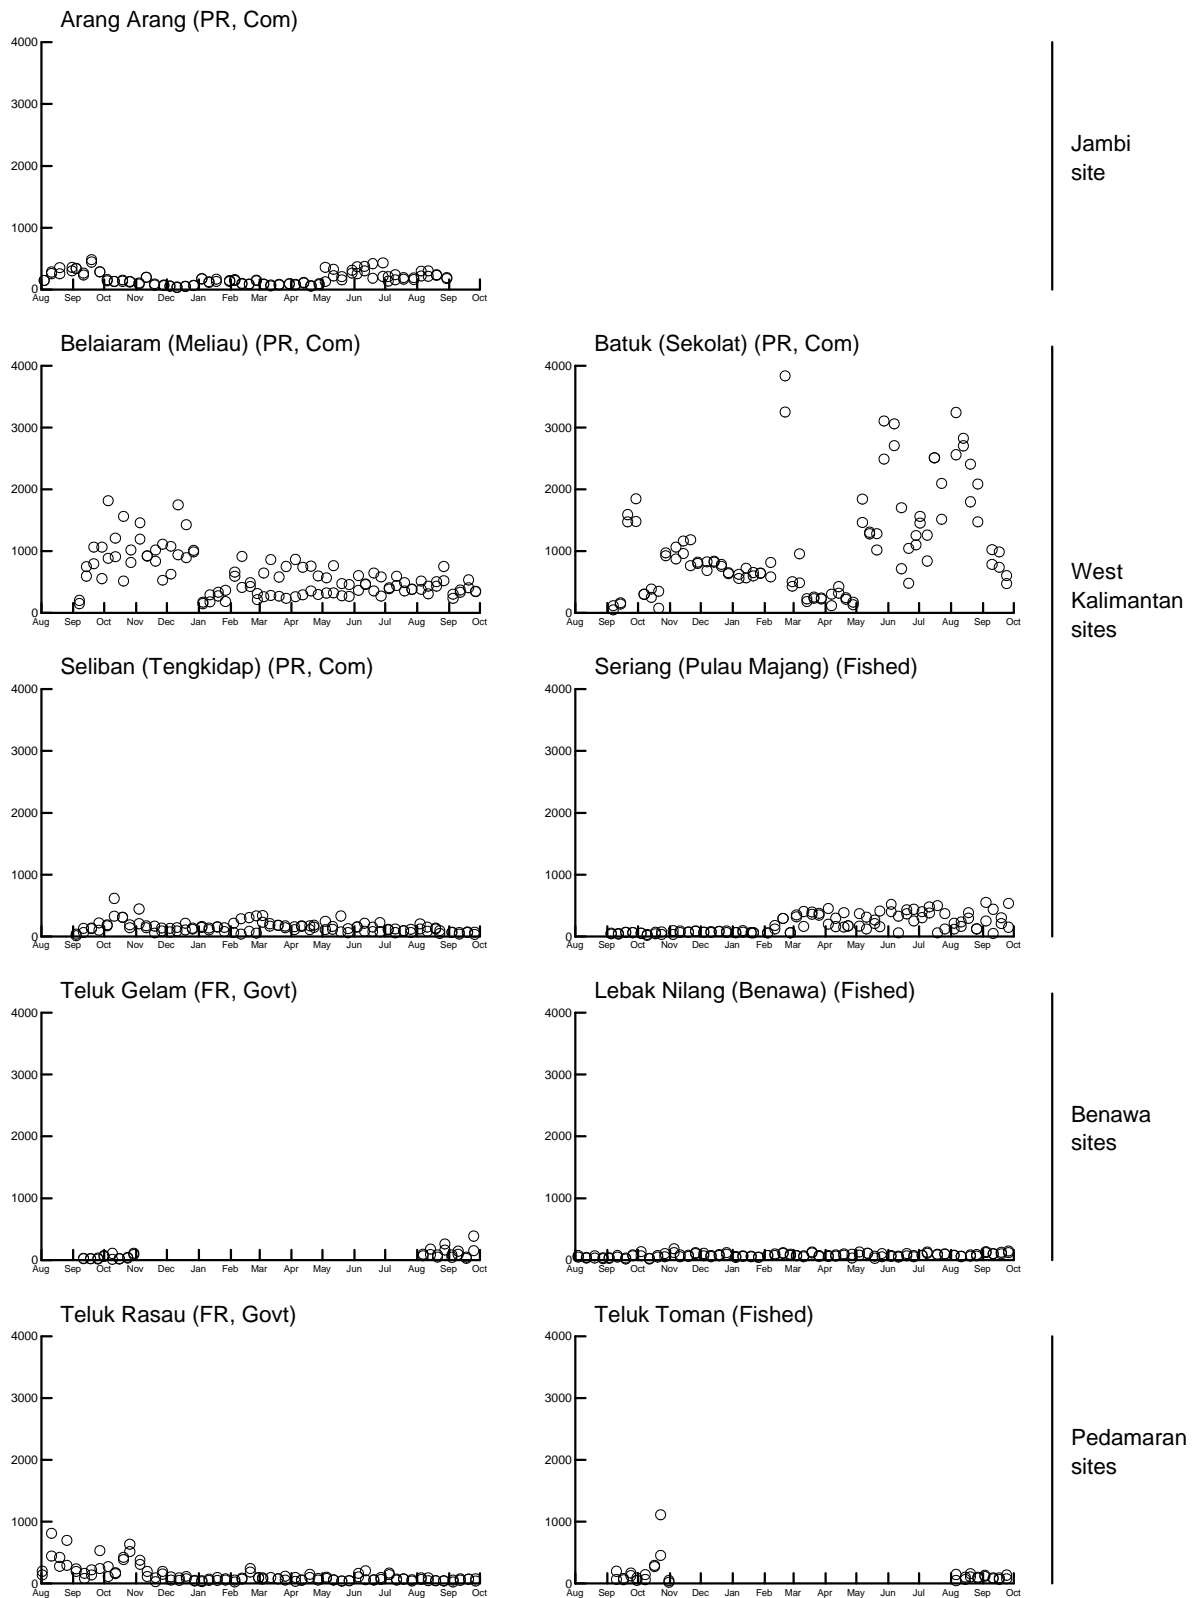 Arang Arang (PR, Com)
4000
3000
2000
1000
0
Aug Sep Oct Nov Dec Jan Feb Mar Apr May Jun Jul Aug Sep Oct
Jambi
site
Belaiaram (Meliau) (PR, Com)
4000
3000
2000
1000
0
Aug Sep Oct Nov Dec Jan Feb Mar Apr May Jun Jul Aug Sep Oct
Batuk (Sekolat) (PR, Com)
4000
3000
2000
1000
0
Aug Sep Oct Nov Dec Jan Feb Mar Apr May Jun Jul Aug Sep Oct
West
Kalimantan
sites
Seliban (Tengkidap) (PR, Com)
4000
3000
2000
1000
0
Aug Sep Oct Nov Dec Jan Feb Mar Apr May Jun Jul Aug Sep Oct
Seriang (Pulau Majang) (Fished)
4000
3000
2000
1000
0
Aug Sep Oct Nov Dec Jan Feb Mar Apr May Jun Jul Aug Sep Oct
Teluk Gelam (FR, Govt)
4000
3000
2000
1000
0
Aug Sep Oct Nov Dec Jan Feb Mar Apr May Jun Jul Aug Sep Oct
Lebak Nilang (Benawa) (Fished)
4000
3000
2000
1000
0
Aug Sep Oct Nov Dec Jan Feb Mar Apr May Jun Jul Aug Sep Oct
Benawa
sites
Teluk Rasau (FR, Govt)
4000
3000
2000
1000
0
Aug Sep Oct Nov Dec Jan Feb Mar Apr May Jun Jul Aug Sep Oct
Teluk Toman (Fished)
4000
3000
2000
1000
0
Aug Sep Oct Nov Dec Jan Feb Mar Apr May Jun Jul Aug Sep Oct
Pedamaran
sites